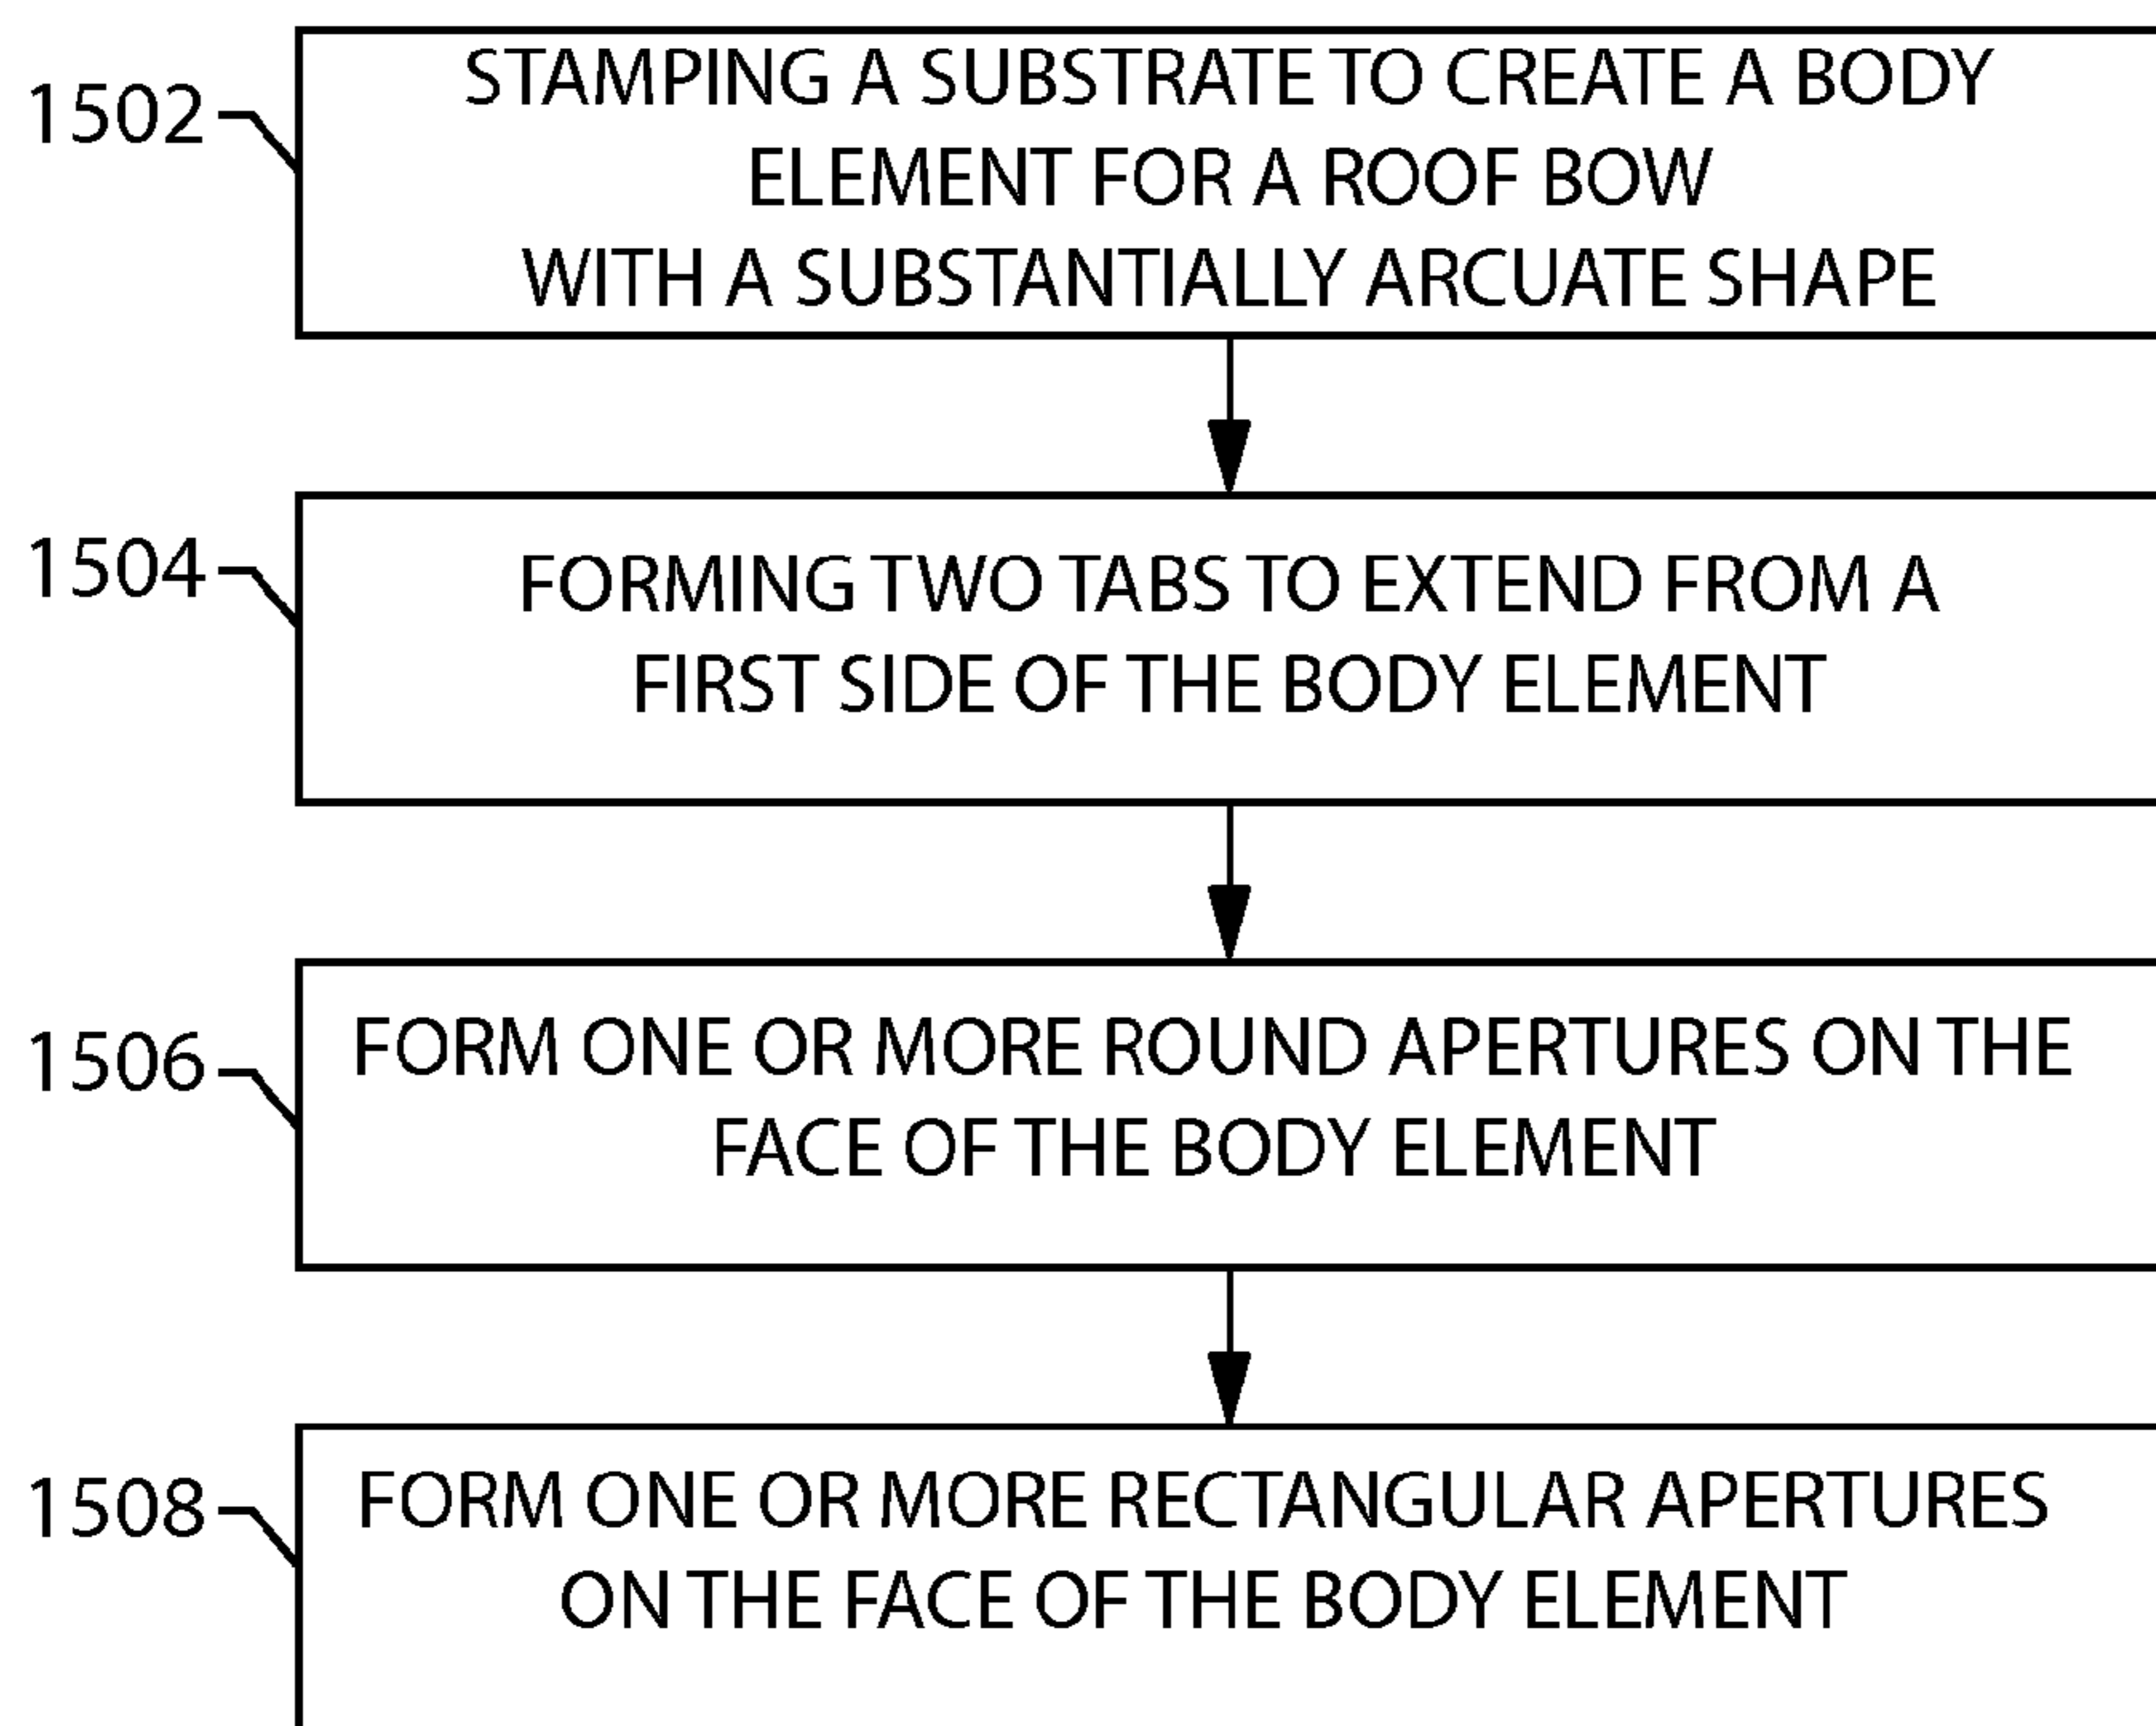 1502
STAMPING A SUBSTRATE TO CREATE A BODY
ELEMENT FOR A ROOF BOW
WITH A SUBSTANTIALLY ARCUATE SHAPE
1504
FORMING TWO TABS TO EXTEND FROM A
FIRST SIDE OF THE BODY ELEMENT
1506
FORM ONE OR MORE ROUND APERTURES ON THE
FACE OF THE BODY ELEMENT
1508
FORM ONE OR MORE RECTANGULAR APERTURES
ON THE FACE OF THE BODY ELEMENT